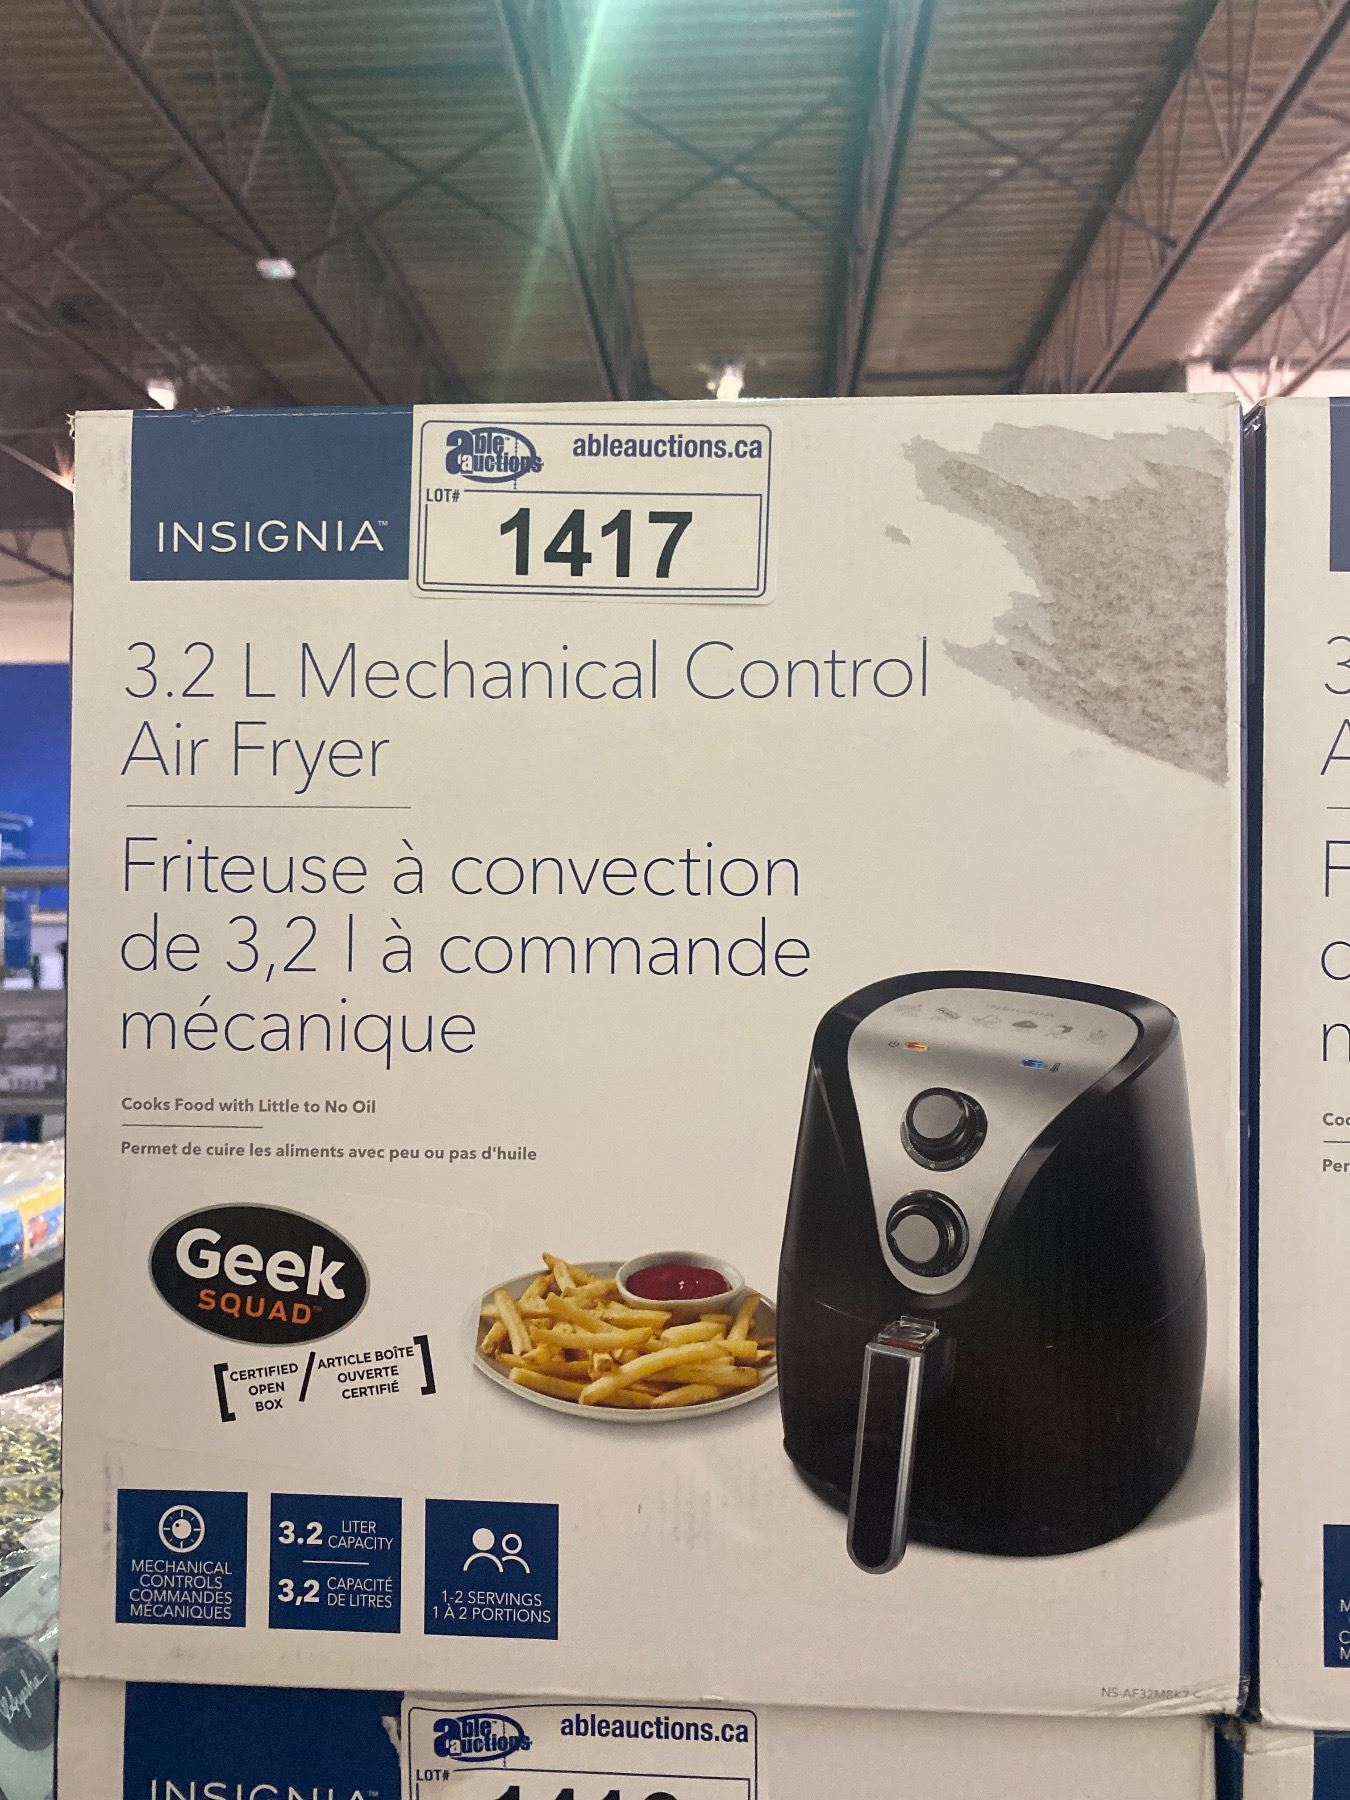 able auctions ableauctions.ca
LOT#
1417
INSIGNIA™
3.2 L Mechanical Control
Air Fryer
Friteuse à convection
de 3,2 l à commande
mécanique
Cooks Food with Little to No Oil
Permet de cuire les aliments avec peu ou pas d'huile
INSIGNIA
Geek
SQUAD™
[CERTIFIED OPEN BOX / ARTICLE BOÎTE OUVERTE CERTIFIÉ]
MECHANICAL
CONTROLS
COMMANDES
MÉCANIQUES
3.2 LITER CAPACITY
3,2 CAPACITÉ DE LITRES
1-2 SERVINGS
1 À 2 PORTIONS
able auctions ableauctions.ca
LOT#
INSIGNIA™